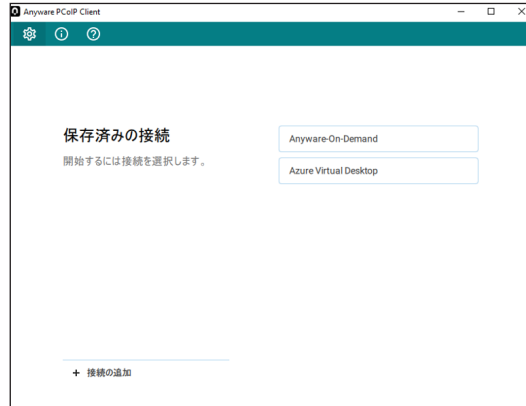 Anyware PCoIP Client
保存済みの接続
開始するには接続を選択します。
Anyware-On-Demand
Azure Virtual Desktop
+ 接続の追加